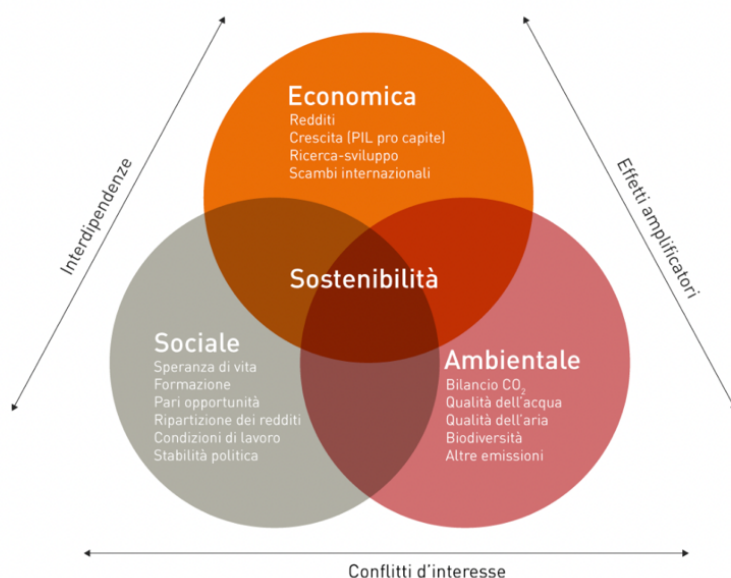 Economica
Redditi
Crescita (PIL pro capite)
Ricerca-sviluppo
Scambi internazionali
Interdipendenze
Effetti amplificatori
Sostenibilità
Sociale
Speranza di vita
Formazione
Pari opportunità
Ripartizione dei redditi
Condizioni di lavoro
Stabilità politica
Ambientale
Bilancio CO₂
Qualità dell'acqua
Qualità dell'aria
Biodiversità
Altre emissioni
Conflitti d'interesse